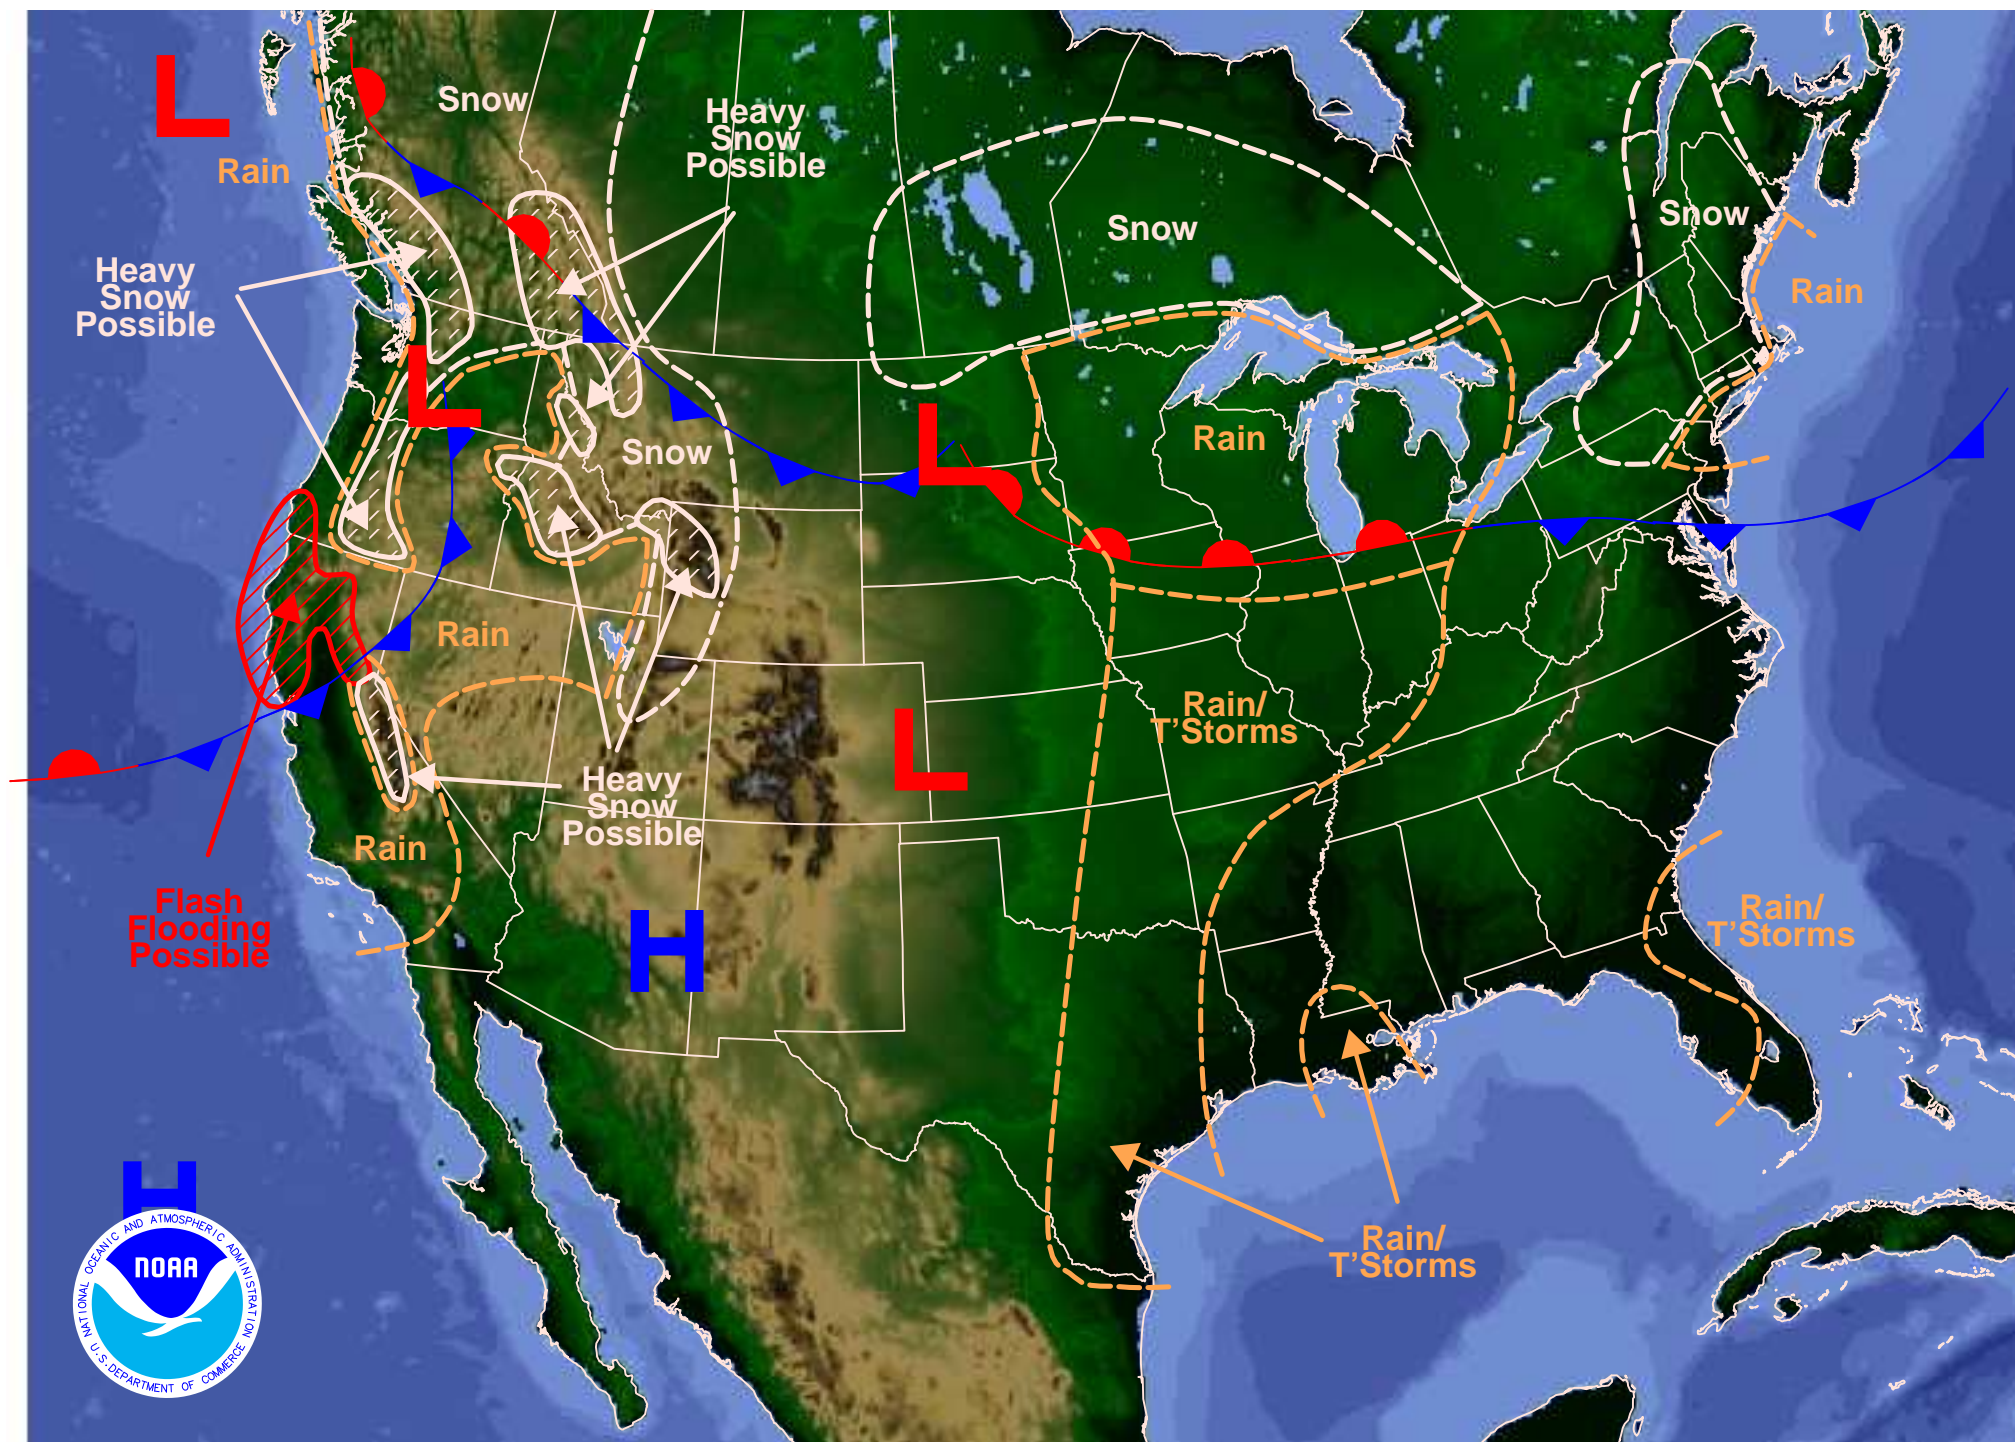 L
Snow
Heavy
Snow
Possible
Rain
Snow
Snow
Heavy
Snow
Possible
Rain
L
L
Rain
Snow
Rain
L
Rain/
T'Storms
Heavy
Snow
Possible
Rain
Flash
Flooding
Possible
H
Rain/
T'Storms
H
Rain/
T'Storms
NATIONAL OCEANIC AND ATMOSPHERIC ADMINISTRATION
NOAA
U.S. DEPARTMENT OF COMMERCE